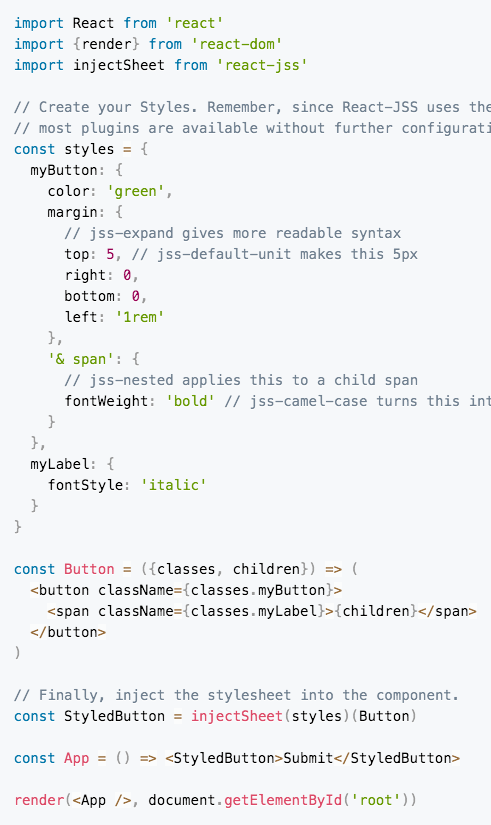 import React from 'react'
import {render} from 'react-dom'
import injectSheet from 'react-jss'

// Create your Styles. Remember, since React-JSS uses the
// most plugins are available without further configurati
const styles = {
  myButton: {
    color: 'green',
    margin: {
      // jss-expand gives more readable syntax
      top: 5, // jss-default-unit makes this 5px
      right: 0,
      bottom: 0,
      left: '1rem'
    },
    '& span': {
      // jss-nested applies this to a child span
      fontWeight: 'bold' // jss-camel-case turns this int
    }
  },
  myLabel: {
    fontStyle: 'italic'
  }
}

const Button = ({classes, children}) => (
  <button className={classes.myButton}>
    <span className={classes.myLabel}>{children}</span>
  </button>
)

// Finally, inject the stylesheet into the component.
const StyledButton = injectSheet(styles)(Button)

const App = () => <StyledButton>Submit</StyledButton>

render(<App />, document.getElementById('root'))